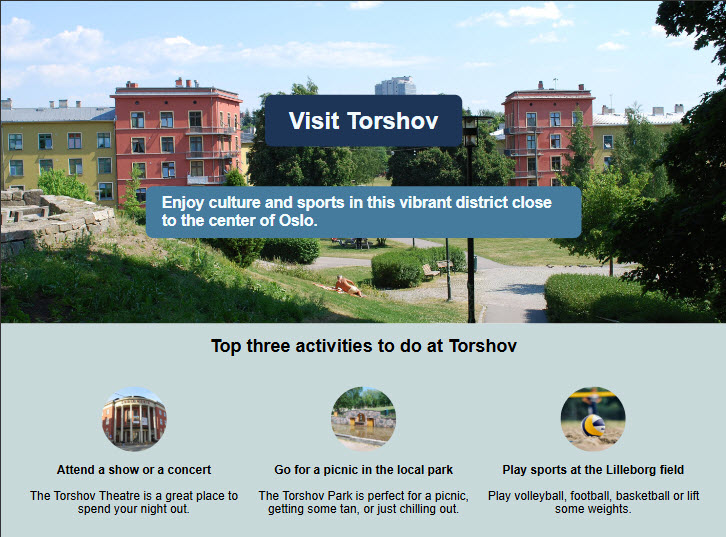 Visit Torshov
Enjoy culture and sports in this vibrant district close
to the center of Oslo.
Top three activities to do at Torshov
Attend a show or a concert
The Torshov Theatre is a great place to
spend your night out.
Go for a picnic in the local park
The Torshov Park is perfect for a picnic,
getting some tan, or just chilling out.
Play sports at the Lilleborg field
Play volleyball, football, basketball or lift
some weights.